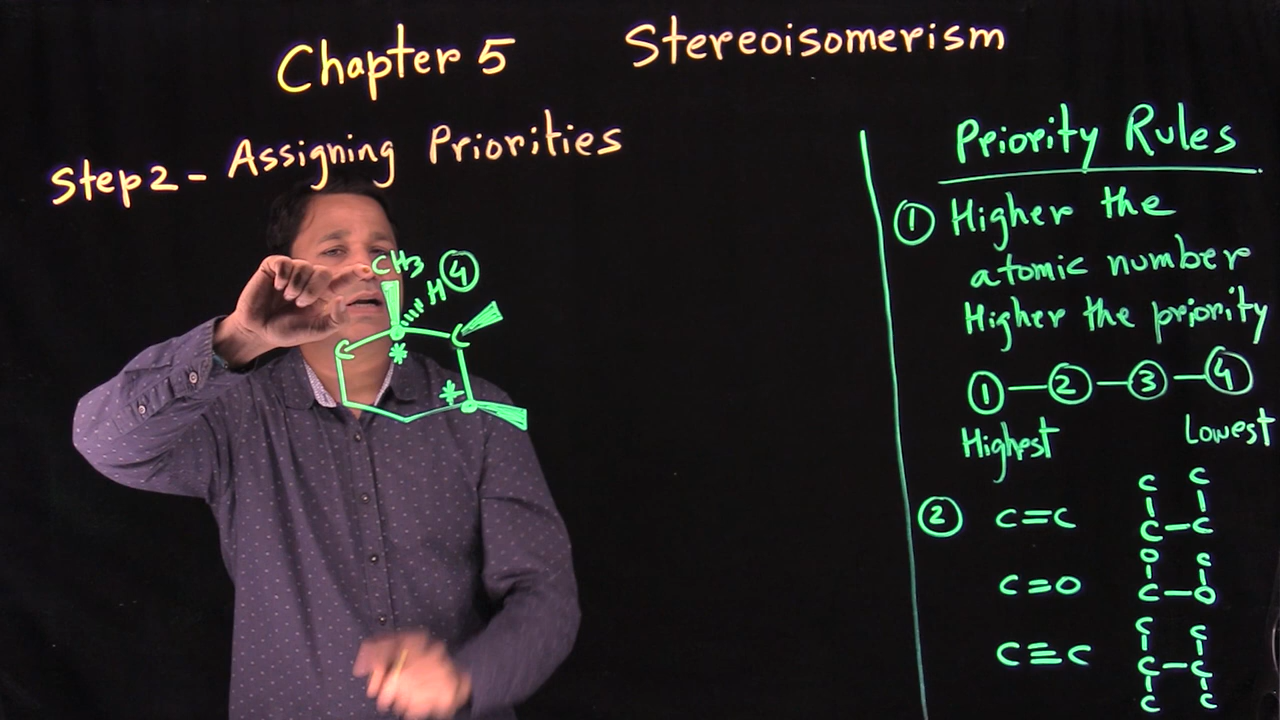 Chapter 5 Stereoisomerism
Step 2 - Assigning Priorities
CH3
H ④
C
C
*
*
Priority Rules
① Higher the
atomic number
Higher the priority
① — ② — ③ — ④
Highest Lowest
② C=C
C C
C-C
C=O
O C
C-O
C≡C
C C
C-C
C C